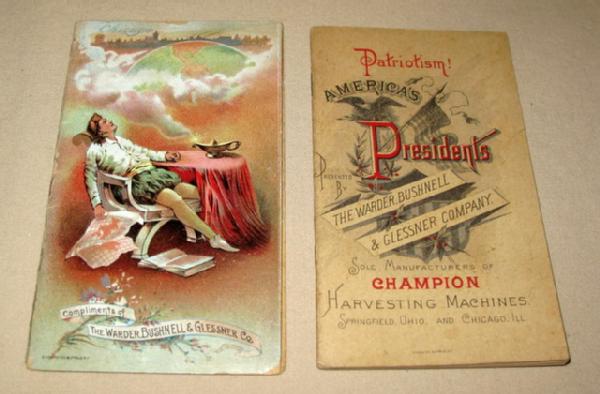 Compliments of
THE WARDER, BUSHNELL & GLESSNER CO.
Patriotism!
AMERICA'S
Presidents
PRESENTED
BY
THE WARDER, BUSHNELL
& GLESSNER COMPANY.
SOLE MANUFACTURERS OF
CHAMPION
HARVESTING MACHINES.
SPRINGFIELD, OHIO, AND CHICAGO, ILL